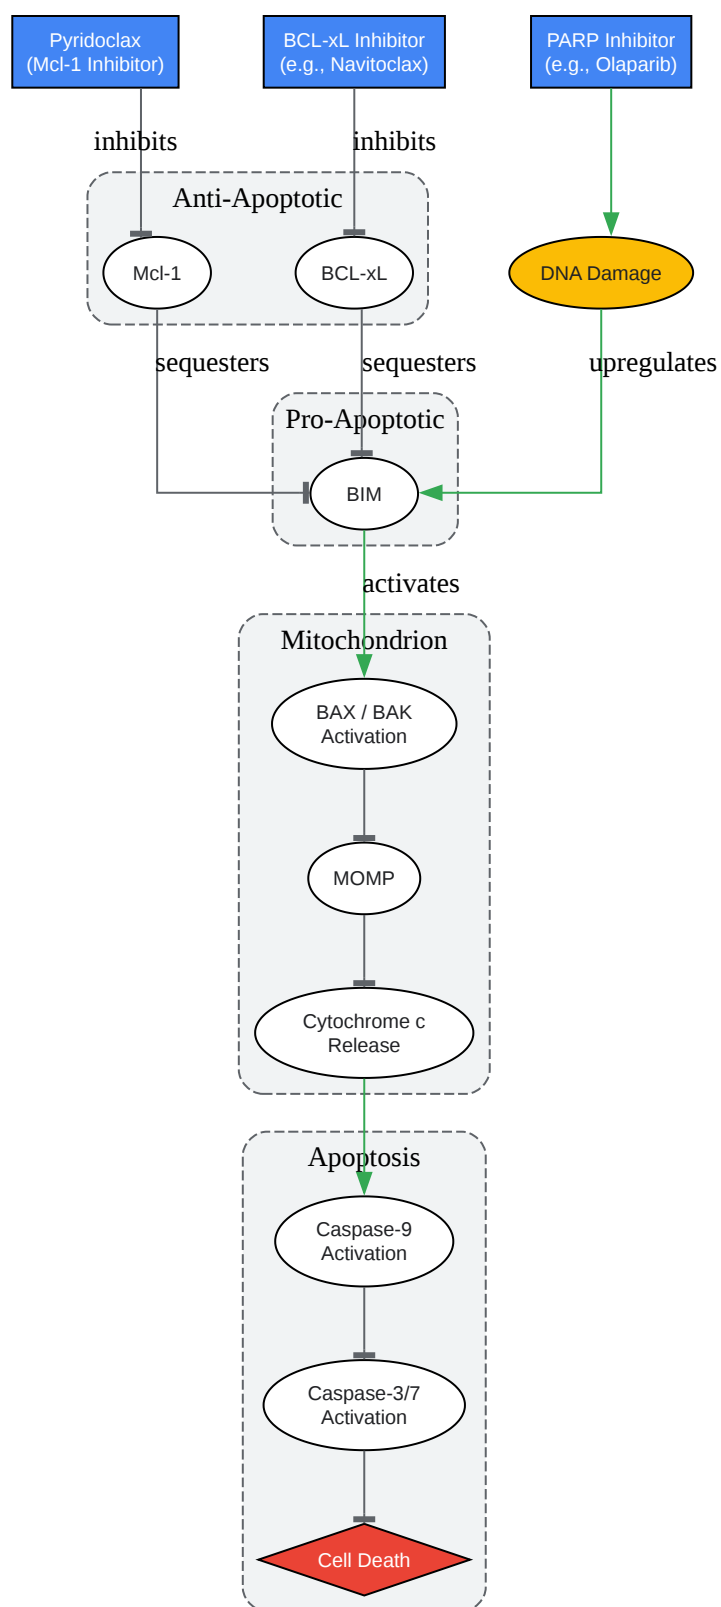 Pyridoclax
(Mcl-1 Inhibitor)
BCL-xL Inhibitor
(e.g., Navitoclax)
PARP Inhibitor
(e.g., Olaparib)
inhibits
inhibits
Anti-Apoptotic
Mcl-1
BCL-xL
DNA Damage
sequesters
sequesters
upregulates
Pro-Apoptotic
BIM
activates
Mitochondrion
BAX / BAK
Activation
MOMP
Cytochrome c
Release
Apoptosis
Caspase-9
Activation
Caspase-3/7
Activation
Cell Death